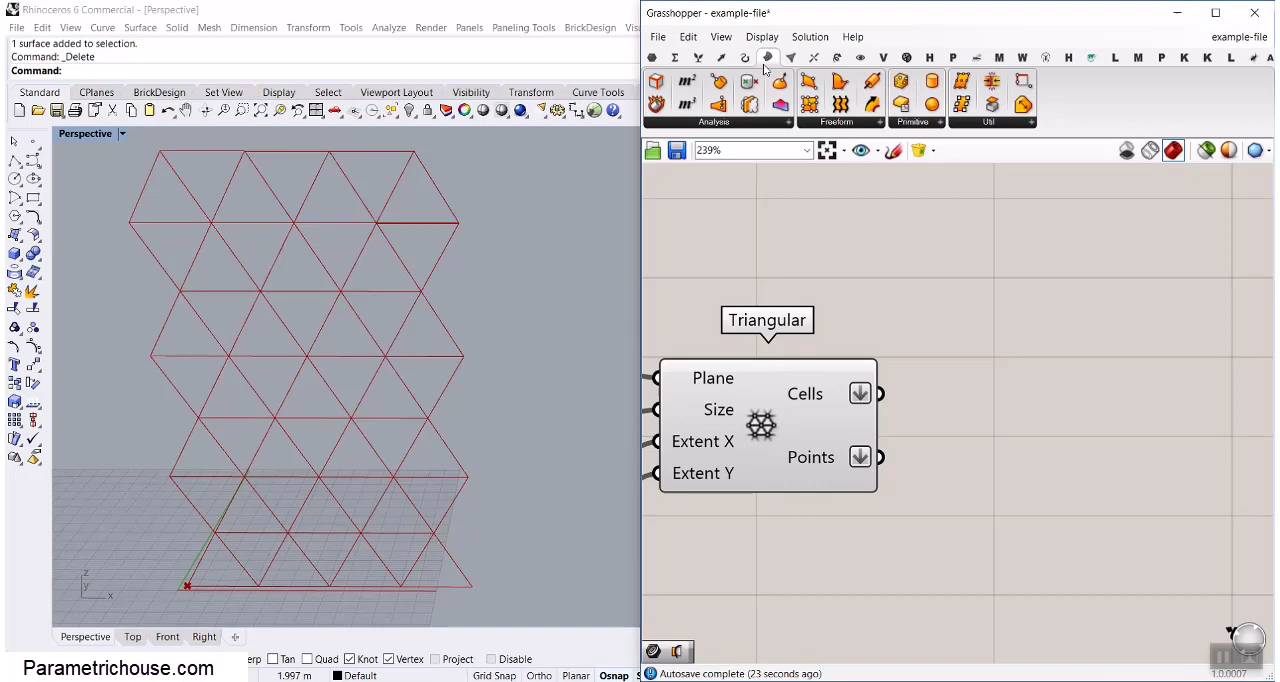 Rhinoceros 6 Commercial - [Perspective]
File Edit View Curve Surface Solid Mesh Dimension Transform Tools Analyze Render Panels Paneling Tools BrickDesign
1 surface added to selection.
Command: _Delete
Command:
Standard CPlanes BrickDesign Set View Display Select Viewport Layout Visibility Transform Curve Tools
Perspective
z
y
x
Perspective Top Front Right
Tan Quad Knot Vertex Project Disable
1.997 m Default Grid Snap Ortho Planar Osnap
Parametrichouse.com
Grasshopper - example-file*
File Edit View Display Solution Help example-file
V H P M W H L M P K K L A
m² m³
Analysis Freeform Primitive Util
239%
Triangular
Plane
Size
Extent X
Extent Y
Cells
Points
Autosave complete (23 seconds ago)
1.0.0007